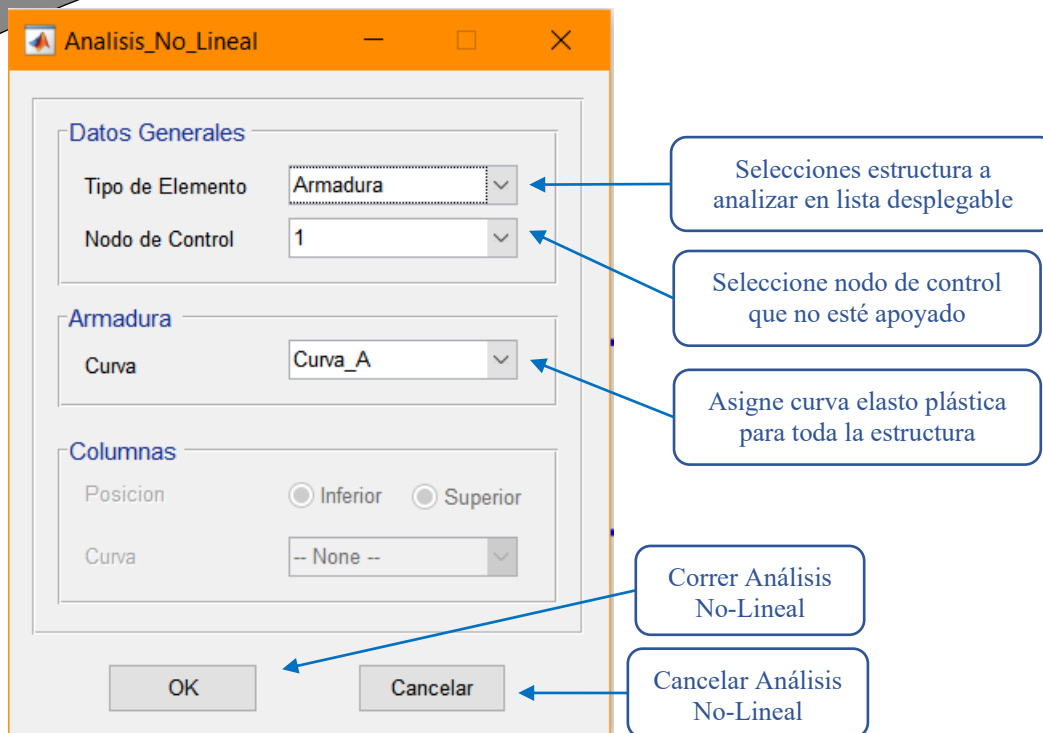 Analisis_No_Lineal
Datos Generales
Tipo de Elemento
Armadura
Nodo de Control
1
Armadura
Curva
Curva_A
Columnas
Posicion
Inferior
Superior
Curva
-- None --
OK
Cancelar
Selecciones estructura a
analizar en lista desplegable
Seleccione nodo de control
que no esté apoyado
Asigne curva elasto plástica
para toda la estructura
Correr Análisis
No-Lineal
Cancelar Análisis
No-Lineal